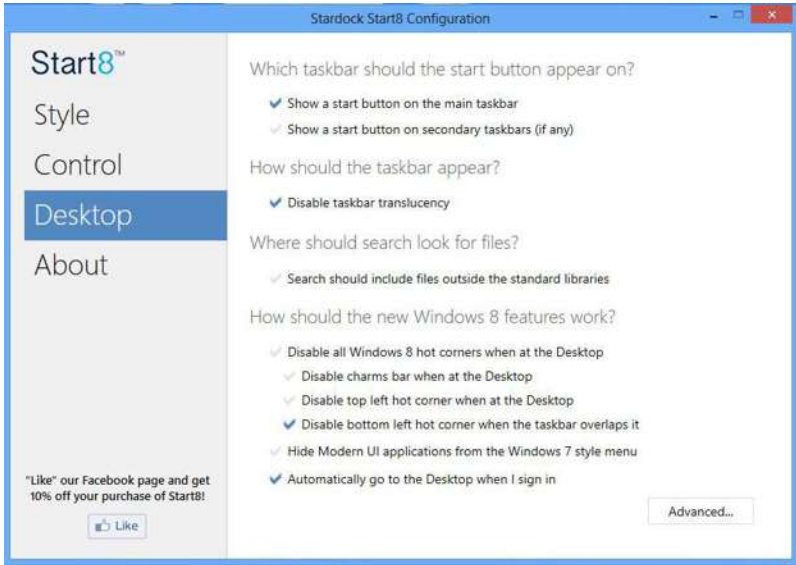 Stardock Start8 Configuration
Start8™
Style
Control
Desktop
About
"Like" our Facebook page and get
10% off your purchase of Start8!
Like
Which taskbar should the start button appear on?
Show a start button on the main taskbar
Show a start button on secondary taskbars (if any)
How should the taskbar appear?
Disable taskbar translucency
Where should search look for files?
Search should include files outside the standard libraries
How should the new Windows 8 features work?
Disable all Windows 8 hot corners when at the Desktop
Disable charms bar when at the Desktop
Disable top left hot corner when at the Desktop
Disable bottom left hot corner when the taskbar overlaps it
Hide Modern UI applications from the Windows 7 style menu
Automatically go to the Desktop when I sign in
Advanced...